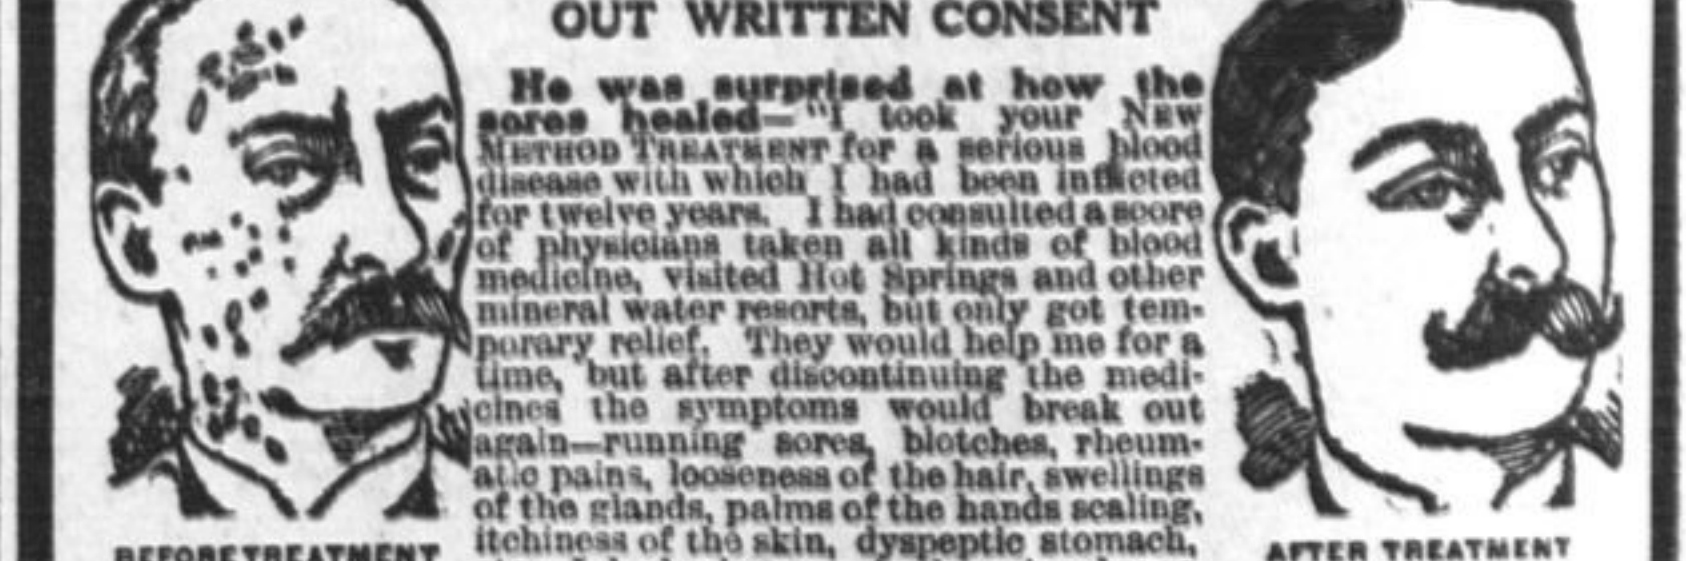 OUT WRITTEN CONSENT
He was surprised at how the
sores healed—"I took your NEW
METHOD TREATMENT for a serious blood
disease with which I had been inflicted
for twelve years. I had consulted a score
of physicians taken all kinds of blood
medicine, visited Hot Springs and other
mineral water resorts, but only got tem-
porary relief. They would help me for a
time, but after discontinuing the medi-
cines the symptoms would break out
again—running sores, blotches, rheum-
atic pains, looseness of the hair, swellings
of the glands, palms of the hands scaling,
itchiness of the skin, dyspeptic stomach,
BEFORE TREATMENT
AFTER TREATMENT